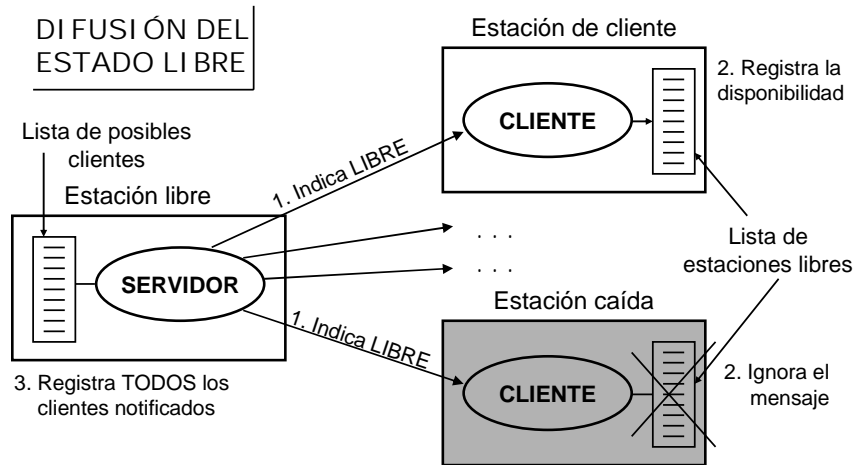 DIFUSIÓN DEL
ESTADO LIBRE
Lista de posibles
clientes
Estación libre
SERVIDOR
3. Registra TODOS los
clientes notificados
1. Indica LIBRE
1. Indica LIBRE
. . .
. . .
Estación de cliente
CLIENTE
2. Registra la
disponibilidad
Lista de
estaciones libres
Estación caída
CLIENTE
2. Ignora el
mensaje